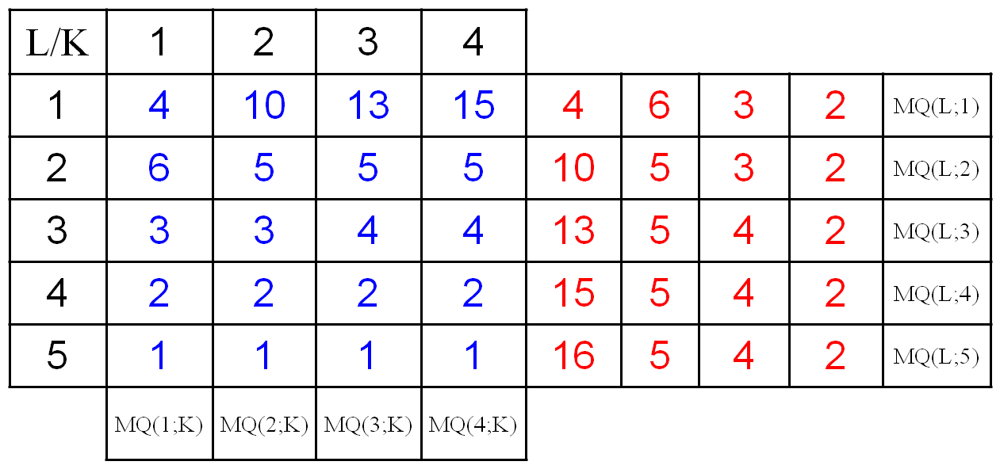 L/K 1 2 3 4
1 4 10 13 15 4 6 3 2 MQ(L;1)
2 6 5 5 5 10 5 3 2 MQ(L;2)
3 3 3 4 4 13 5 4 2 MQ(L;3)
4 2 2 2 2 15 5 4 2 MQ(L;4)
5 1 1 1 1 16 5 4 2 MQ(L;5)
MQ(1;K) MQ(2;K) MQ(3;K) MQ(4;K)